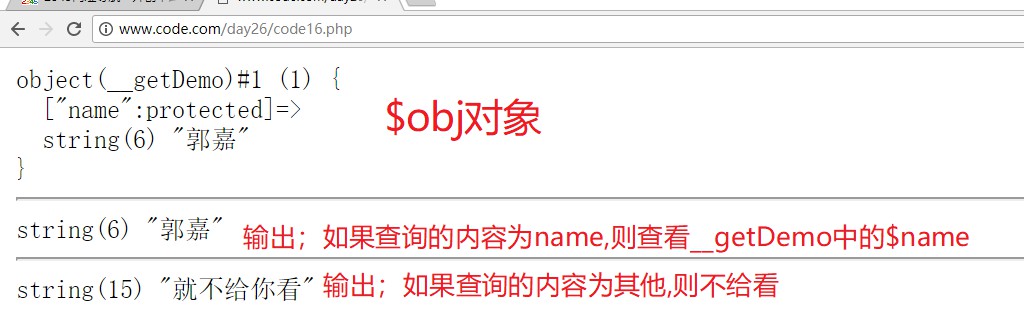 www.code.com/day26/code16.php
object(__getDemo)#1 (1) {
["name":protected]=>
string(6) "郭嘉"
}
$obj对象
string(6) "郭嘉" 输出；如果查询的内容为name,则查看__getDemo中的$name
string(15) "就不给你看" 输出；如果查询的内容为其他,则不给看